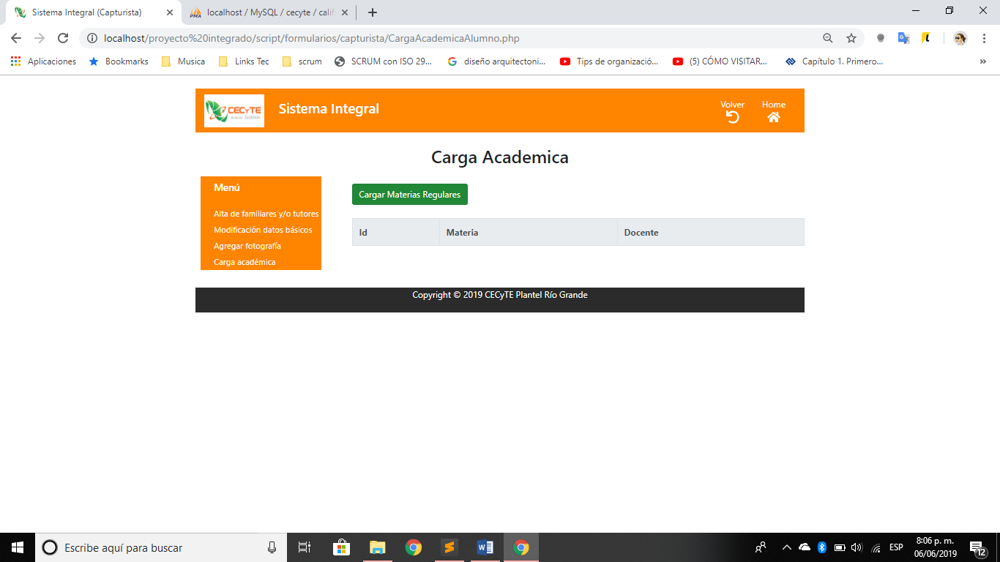 Sistema Integral (Capturista)
localhost / MySQL / cecyte / calif
localhost/proyecto%20integrado/script/formularios/capturista/CargaAcademicaAlumno.php
Aplicaciones
Bookmarks
Musica
Links Tec
scrum
SCRUM con ISO 29...
diseño arquitectoni...
Tips de organizació...
(5) CÓMO VISITAR...
Capítulo 1. Primero...
»
CECyTE
Sistema Integral
Volver
Home
Carga Academica
Menú
Alta de familiares y/o tutores
Modificación datos básicos
Agregar fotografía
Carga académica
Cargar Materias Regulares
Id Materia Docente
Copyright © 2019 CECyTE Plantel Río Grande
Escribe aquí para buscar
ESP
8:06 p. m.
06/06/2019
12